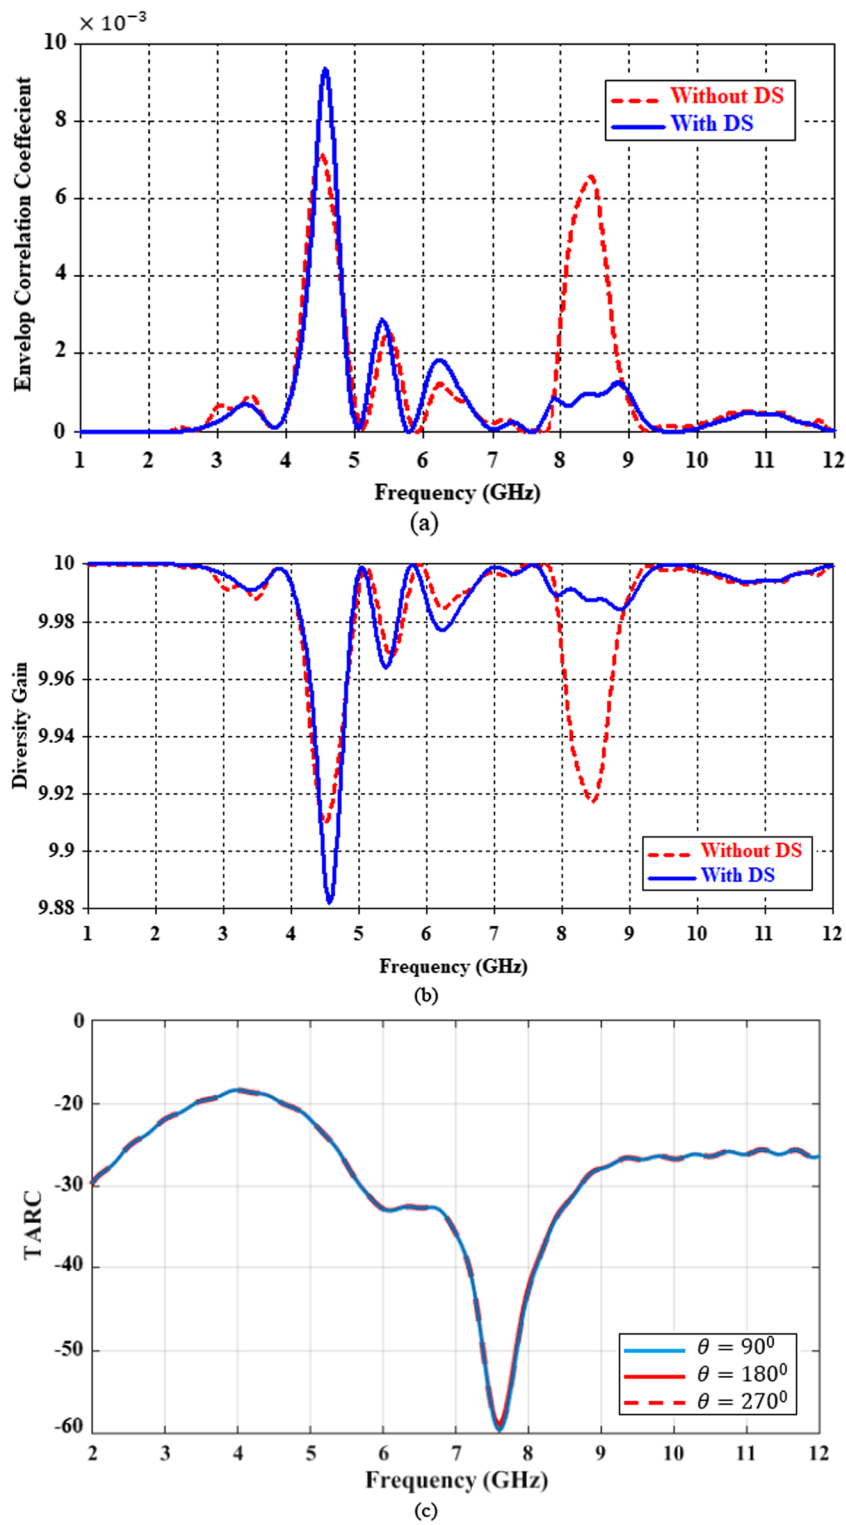 × 10⁻³
10
8
6
4
2
0
Envelop Correlation Coeffecient
Without DS
With DS
1 2 3 4 5 6 7 8 9 10 11 12
Frequency (GHz)
(a)
10
9.98
9.96
9.94
9.92
9.9
9.88
Diversity Gain
Without DS
With DS
1 2 3 4 5 6 7 8 9 10 11 12
Frequency (GHz)
(b)
0
-20
-30
-40
-50
-60
TARC
θ = 90⁰
θ = 180⁰
θ = 270⁰
2 3 4 5 6 7 8 9 10 11 12
Frequency (GHz)
(c)